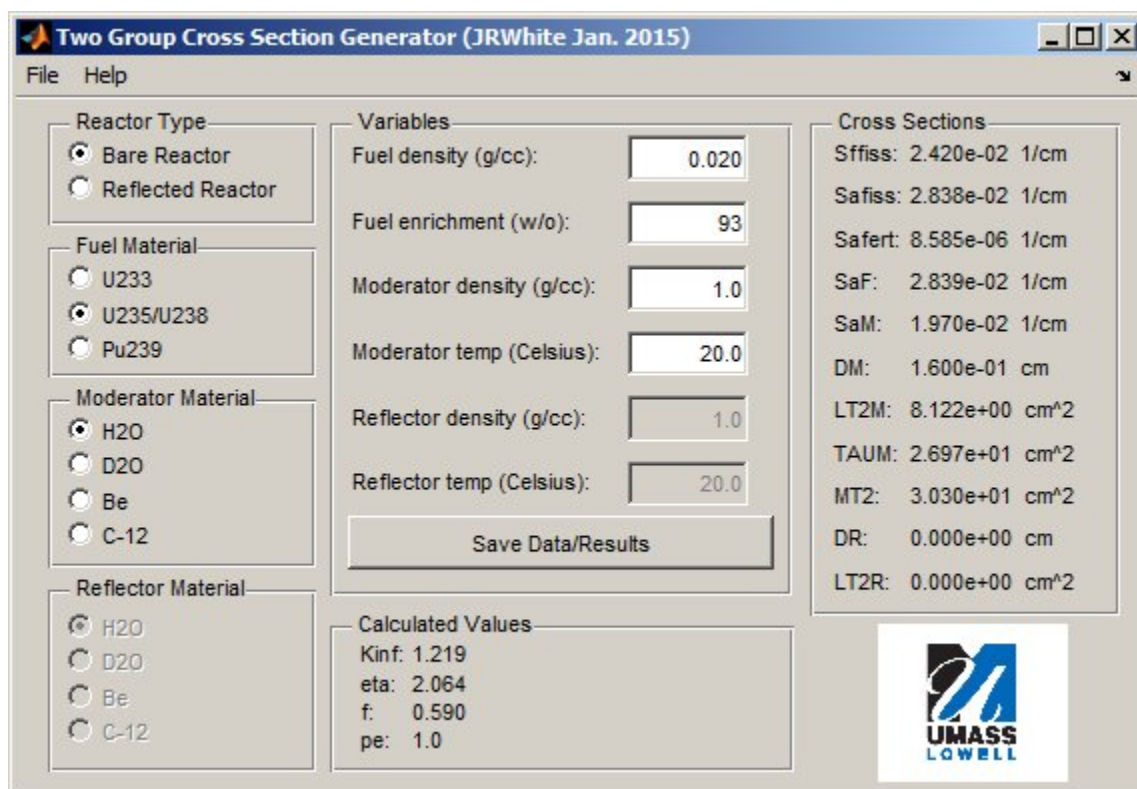 Two Group Cross Section Generator (JRWhite Jan. 2015)
File Help
Reactor Type
Bare Reactor
Reflected Reactor
Fuel Material
U233
U235/U238
Pu239
Moderator Material
H2O
D2O
Be
C-12
Reflector Material
H2O
D2O
Be
C-12
Variables
Fuel density (g/cc): 0.020
Fuel enrichment (w/o): 93
Moderator density (g/cc): 1.0
Moderator temp (Celsius): 20.0
Reflector density (g/cc): 1.0
Reflector temp (Celsius): 20.0
Save Data/Results
Calculated Values
Kinf: 1.219
eta: 2.064
f: 0.590
pe: 1.0
Cross Sections
Sffiss: 2.420e-02 1/cm
Safiss: 2.838e-02 1/cm
Safert: 8.585e-06 1/cm
SaF: 2.839e-02 1/cm
SaM: 1.970e-02 1/cm
DM: 1.600e-01 cm
LT2M: 8.122e+00 cm^2
TAUM: 2.697e+01 cm^2
MT2: 3.030e+01 cm^2
DR: 0.000e+00 cm
LT2R: 0.000e+00 cm^2
UMASS
LOWELL